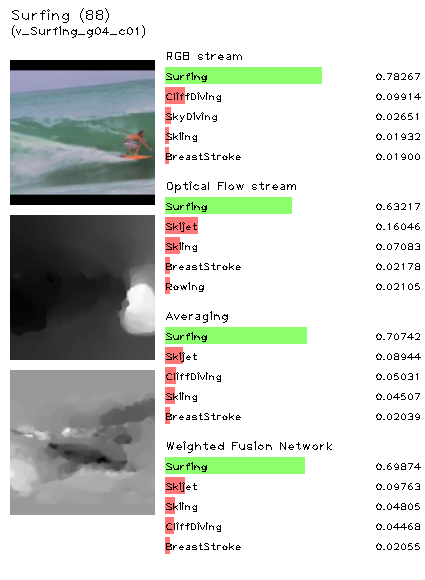 Surfing (88)
(v_Surfing_g04_c01)
RGB stream
Surfing 0.78267
CliffDiving 0.09914
SkyDiving 0.02651
Skiing 0.01932
BreastStroke 0.01900
Optical Flow stream
Surfing 0.63217
Skijet 0.16046
Skiing 0.07083
BreastStroke 0.02178
Rowing 0.02105
Averaging
Surfing 0.70742
Skijet 0.08944
CliffDiving 0.05031
Skiing 0.04507
BreastStroke 0.02039
Weighted Fusion Network
Surfing 0.69874
Skijet 0.09763
Skiing 0.04805
CliffDiving 0.04468
BreastStroke 0.02055